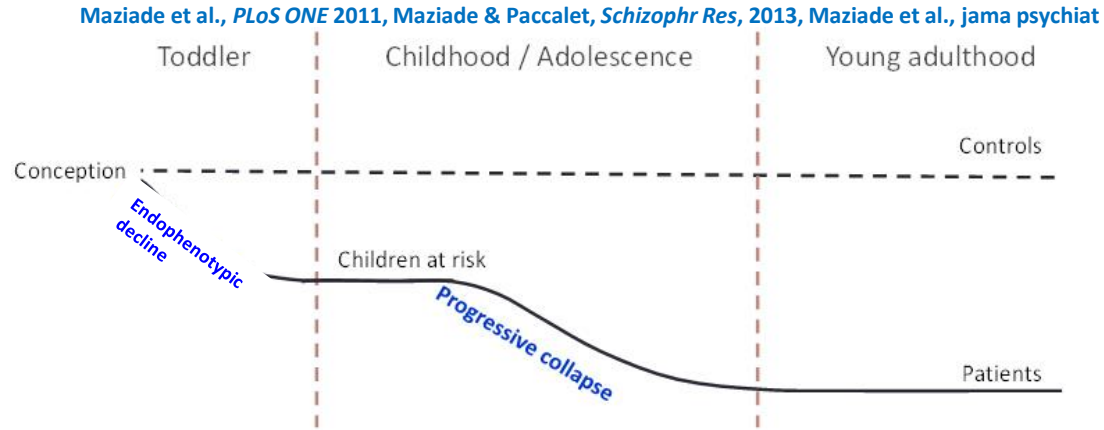 Maziade et al., PLoS ONE 2011, Maziade & Paccalet, Schizophr Res, 2013, Maziade et al., jama psychiat
Toddler
Childhood / Adolescence
Young adulthood
Controls
Conception
Endophenotypic
decline
Children at risk
Progressive collapse
Patients